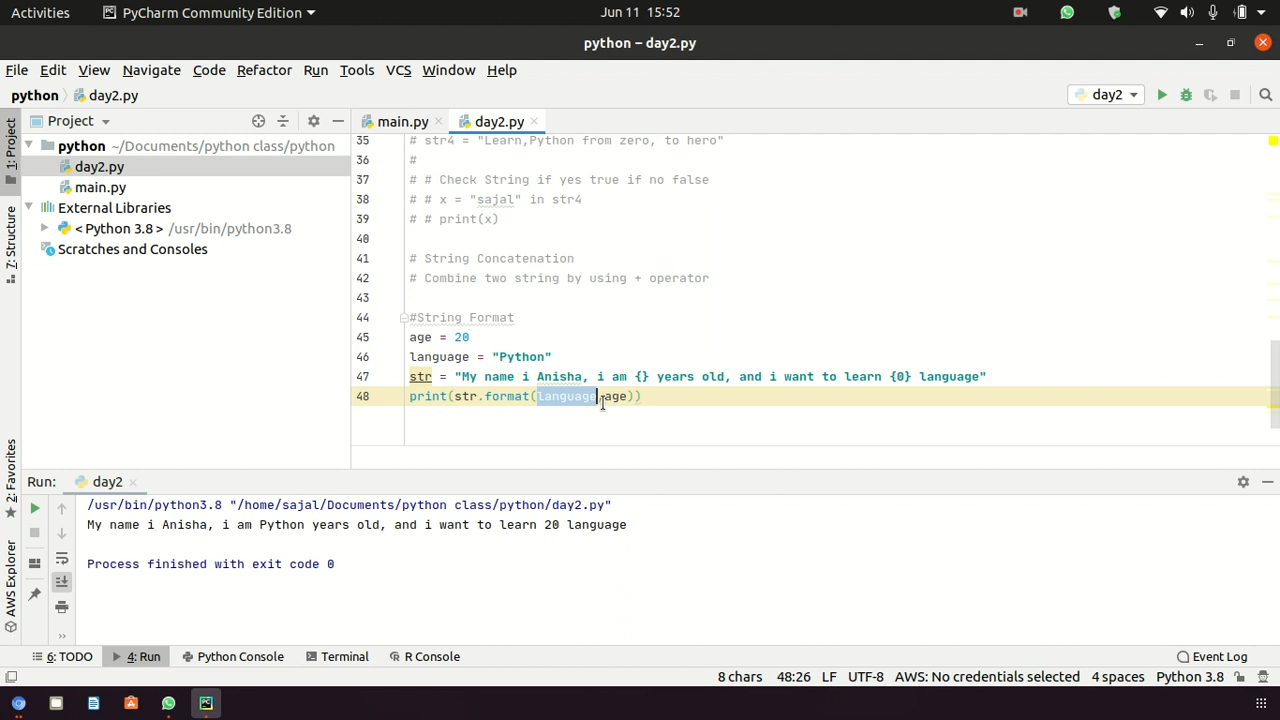 Activities PyCharm Community Edition Jun 11 15:52
python – day2.py
File Edit View Navigate Code Refactor Run Tools VCS Window Help
python day2.py day2
1: Project
Project
main.py day2.py
python ~/Documents/python class/python
day2.py
main.py
External Libraries
< Python 3.8 > /usr/bin/python3.8
Scratches and Consoles
7: Structure
2: Favorites
AWS Explorer
35 # str4 = "Learn,Python from zero, to hero"
36 #
37 # # Check String if yes true if no false
38 # # x = "sajal" in str4
39 # # print(x)
40
41 # String Concatenation
42 # Combine two string by using + operator
43
44 #String Format
45 age = 20
46 language = "Python"
47 str = "My name i Anisha, i am {} years old, and i want to learn {0} language"
48 print(str.format(language,age))
Run: day2
/usr/bin/python3.8 "/home/sajal/Documents/python class/python/day2.py"
My name i Anisha, i am Python years old, and i want to learn 20 language
Process finished with exit code 0
6: TODO 4: Run Python Console Terminal R Console Event Log
8 chars 48:26 LF UTF-8 AWS: No credentials selected 4 spaces Python 3.8